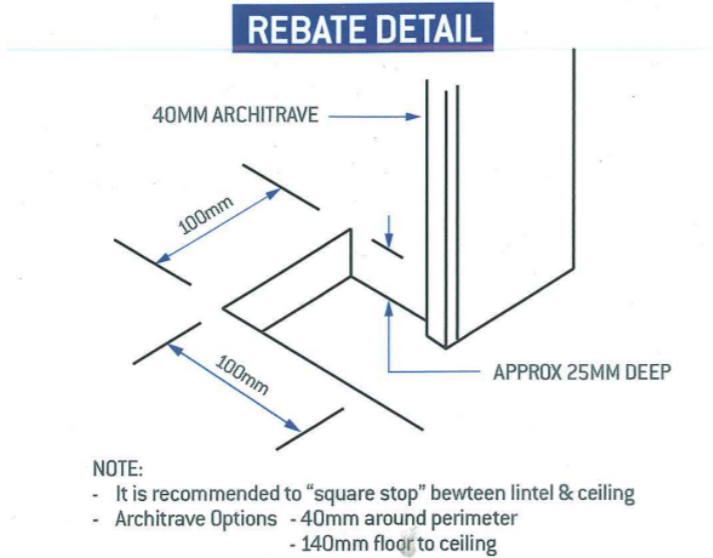 REBATE DETAIL
40MM ARCHITRAVE
100mm
100mm
APPROX 25MM DEEP
NOTE:
- It is recommended to “square stop” bewteen lintel & ceiling
- Architrave Options - 40mm around perimeter
- 140mm floor to ceiling